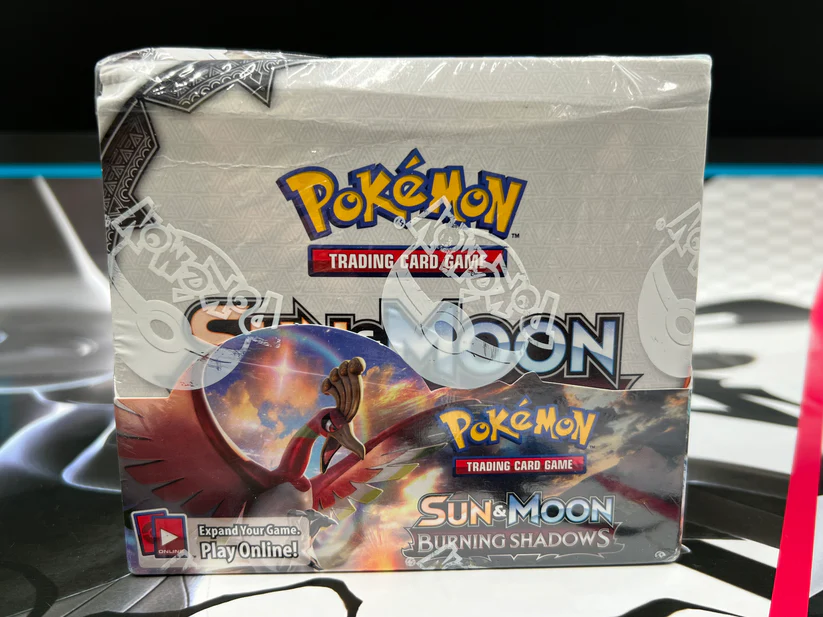 POKéMON™
TRADING CARD GAME
SUN & MOON
POKéMON
TRADING CARD GAME
SUN & MOON
BURNING SHADOWS
ONLINE
Expand Your Game.
Play Online!